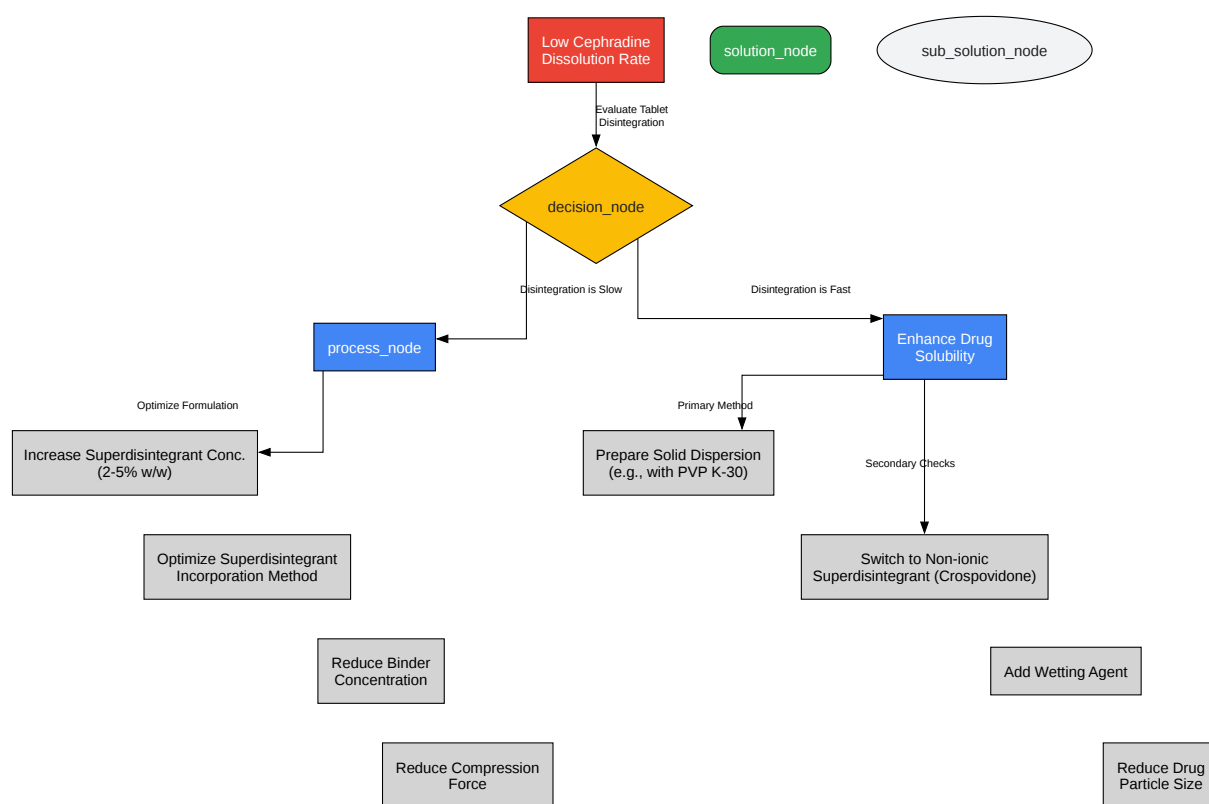 Low Cephradine
Dissolution Rate
solution_node
sub_solution_node
Evaluate Tablet
Disintegration
decision_node
Disintegration is Slow
Disintegration is Fast
process_node
Enhance Drug
Solubility
Optimize Formulation
Primary Method
Increase Superdisintegrant Conc.
(2-5% w/w)
Prepare Solid Dispersion
(e.g., with PVP K-30)
Secondary Checks
Optimize Superdisintegrant
Incorporation Method
Switch to Non-ionic
Superdisintegrant (Crospovidone)
Reduce Binder
Concentration
Add Wetting Agent
Reduce Compression
Force
Reduce Drug
Particle Size